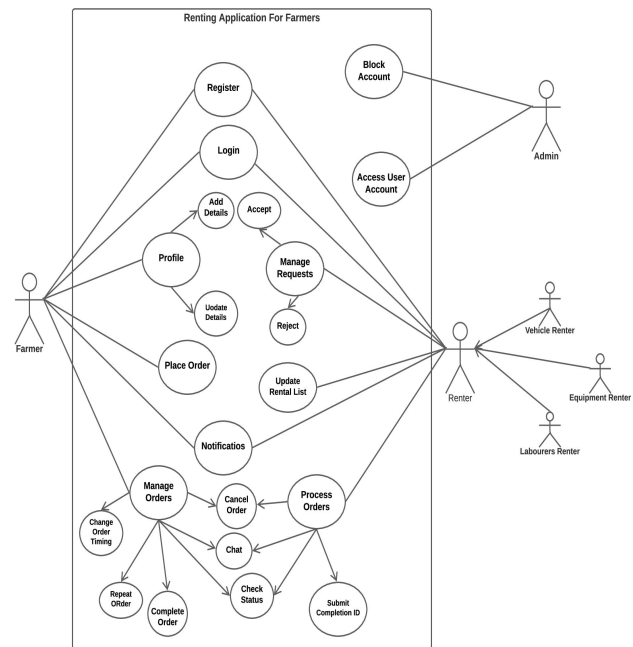 Renting Application For Farmers
Register
Block
Account
Login
Admin
Access User
Account
Add
Details
Accept
Profile
Manage
Requests
Uodate
Details
Reject
Farmer
Vehicle Renter
Place Order
Update
Rental List
Renter
Equipment Renter
Labourers Renter
Notificatios
Manage
Orders
Cancel
Order
Process
Orders
Change
Order
Timing
Chat
Repeat
ORder
Complete
Order
Check
Status
Submit
Completion ID